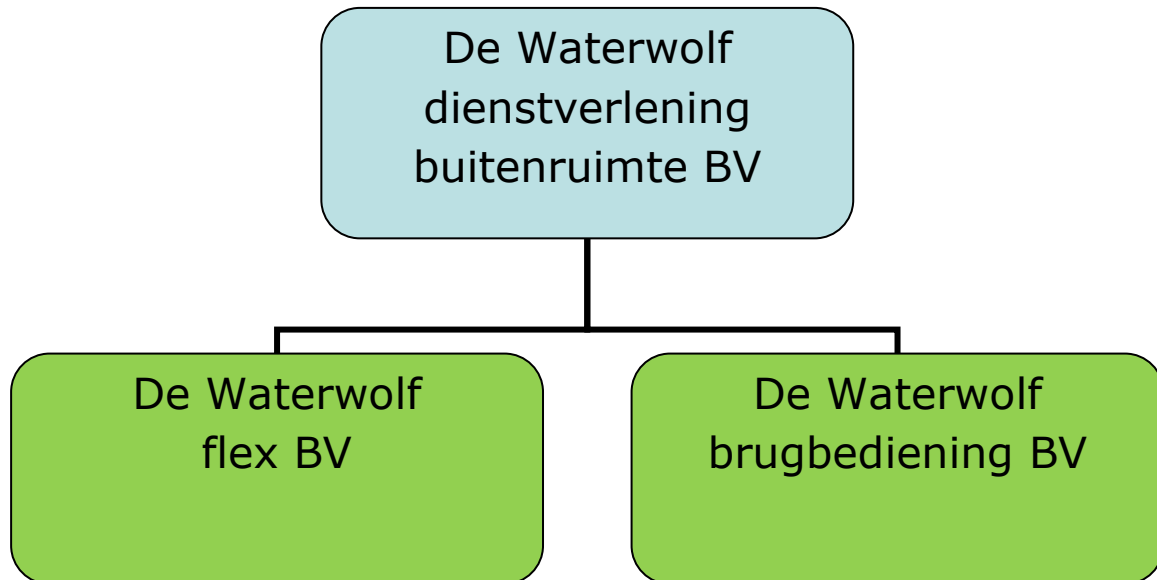 De Waterwolf
dienstverlening
buitenruimte BV
De Waterwolf
flex BV
De Waterwolf
brugbediening BV